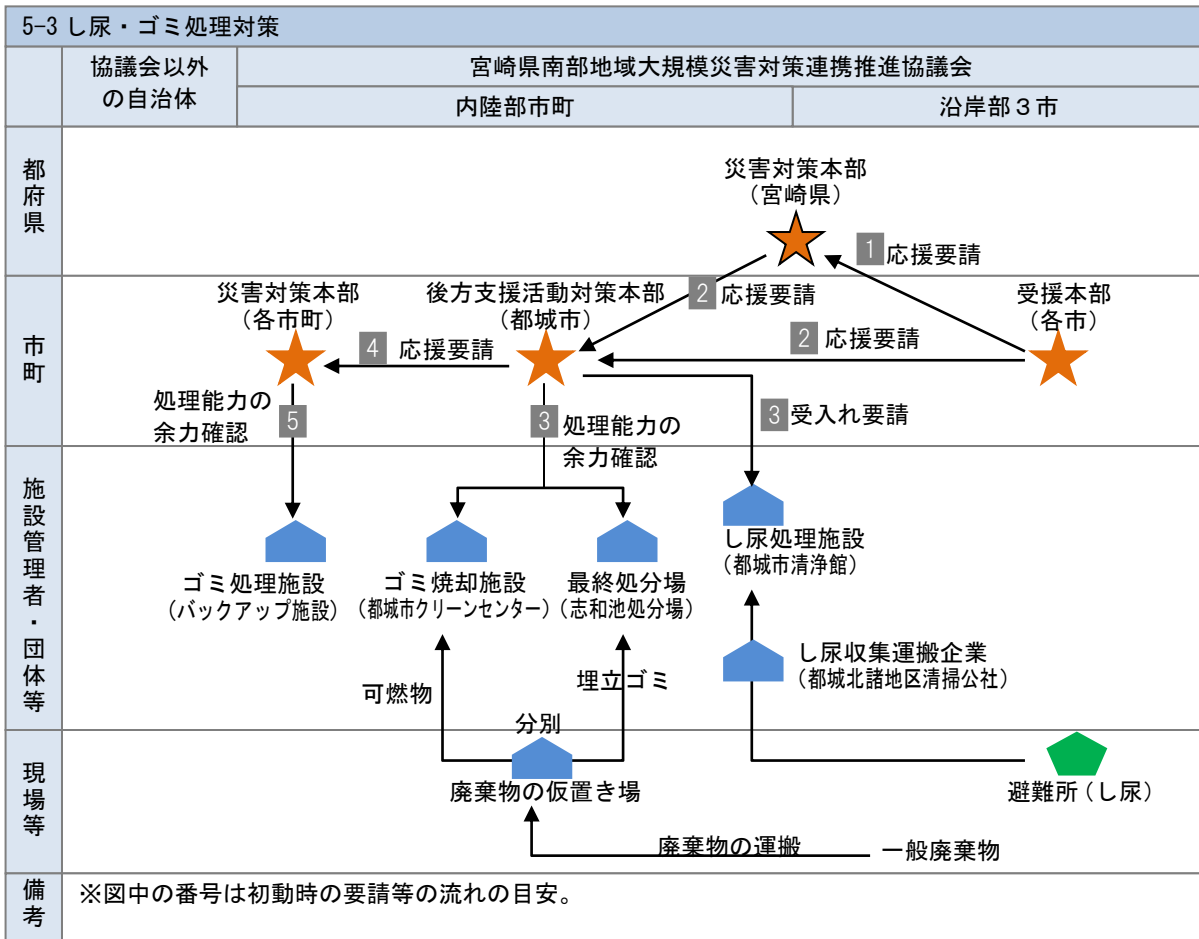 5-3 し尿・ゴミ処理対策
協議会以外
の自治体
宮崎県南部地域大規模災害対策連携推進協議会
内陸部市町
沿岸部３市
都府県
災害対策本部
（宮崎県）
1 応援要請
2 応援要請
市町
災害対策本部
（各市町）
後方支援活動対策本部
（都城市）
受援本部
（各市）
4 応援要請
2 応援要請
処理能力の
余力確認
5
3 処理能力の
余力確認
3 受入れ要請
施設管理者・団体等
ゴミ処理施設
（バックアップ施設）
ゴミ焼却施設
（都城市クリーンセンター）
最終処分場
（志和池処分場）
し尿処理施設
（都城市清浄館）
し尿収集運搬企業
（都城北諸地区清掃公社）
可燃物
埋立ゴミ
分別
現場等
廃棄物の仮置き場
避難所（し尿）
廃棄物の運搬
一般廃棄物
備考
※図中の番号は初動時の要請等の流れの目安。